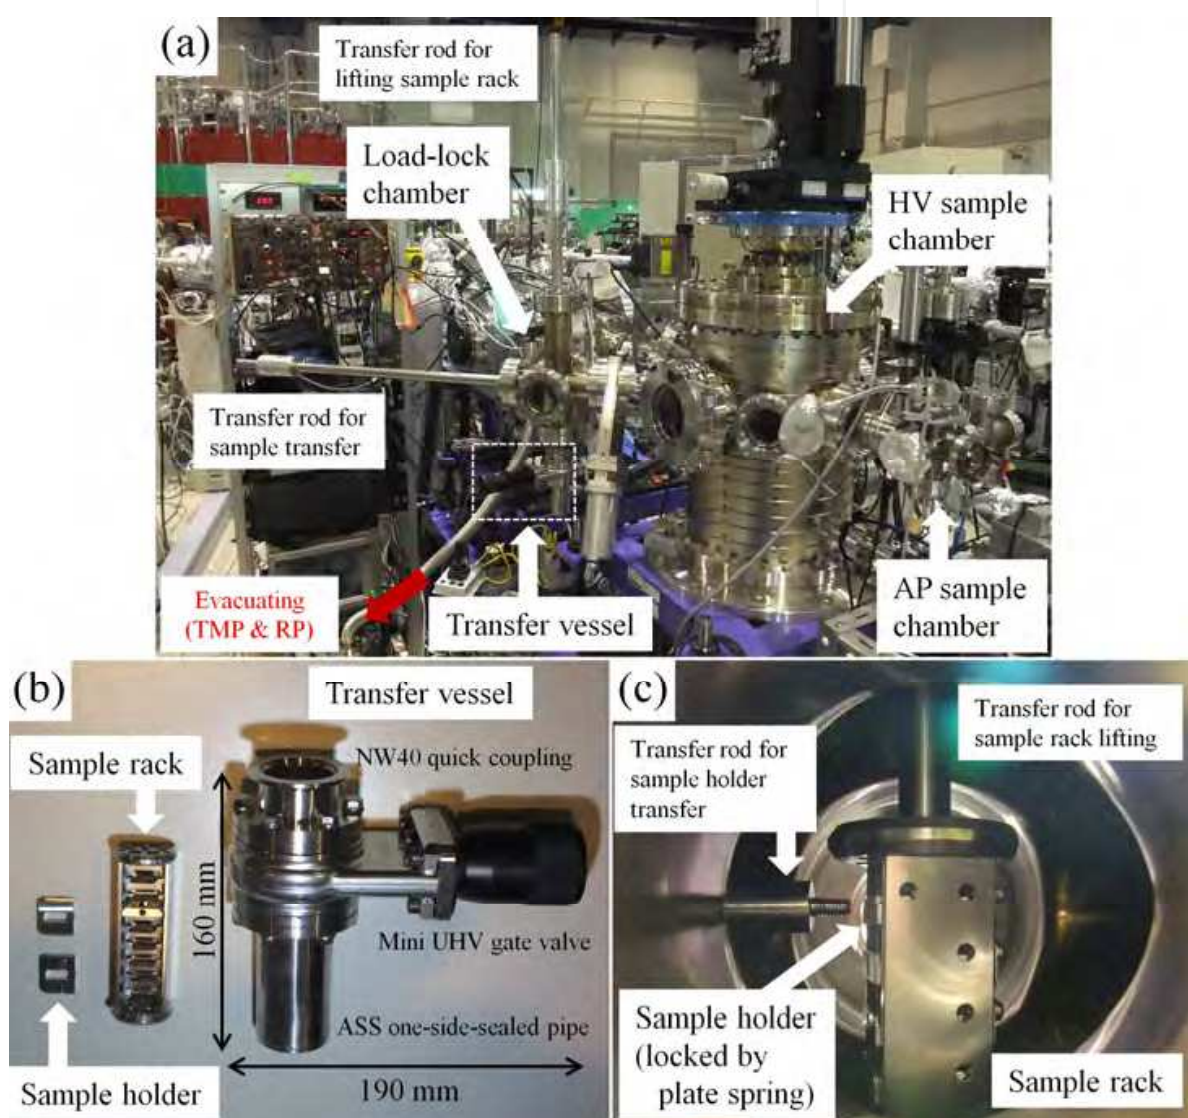 (a)
Transfer rod for
lifting sample rack
Load-lock
chamber
HV sample
chamber
Transfer rod for
sample transfer
Evacuating
(TMP & RP)
Transfer vessel
AP sample
chamber
(b)
Transfer vessel
Sample rack
NW40 quick coupling
160 mm
Mini UHV gate valve
ASS one-side-sealed pipe
190 mm
Sample holder
(c)
Transfer rod for
sample holder
transfer
Transfer rod for
sample rack lifting
Sample holder
(locked by
plate spring)
Sample rack